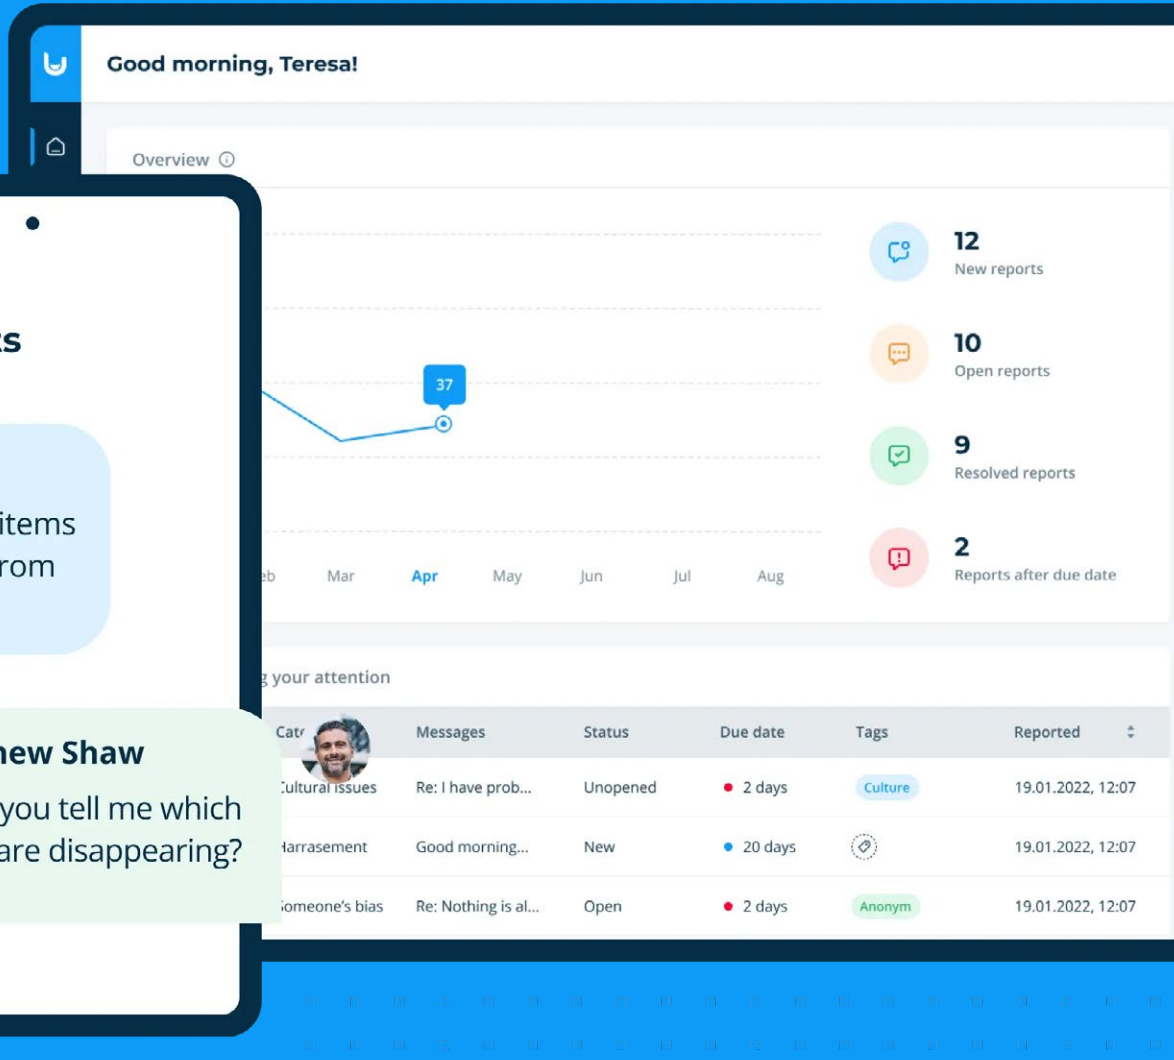 Good morning, Teresa!
Overview
12
New reports
10
Open reports
37
9
Resolved reports
2
Reports after due date
Mar Apr May Jun Jul Aug
your attention
Messages Status Due date Tags Reported
Cultural issues Re: I have prob... Unopened 2 days Culture 19.01.2022, 12:07
Harrasement Good morning... New 20 days 19.01.2022, 12:07
Someone's bias Re: Nothing is al... Open 2 days Anonym 19.01.2022, 12:07
items
Shaw
you tell me which
are disappearing?